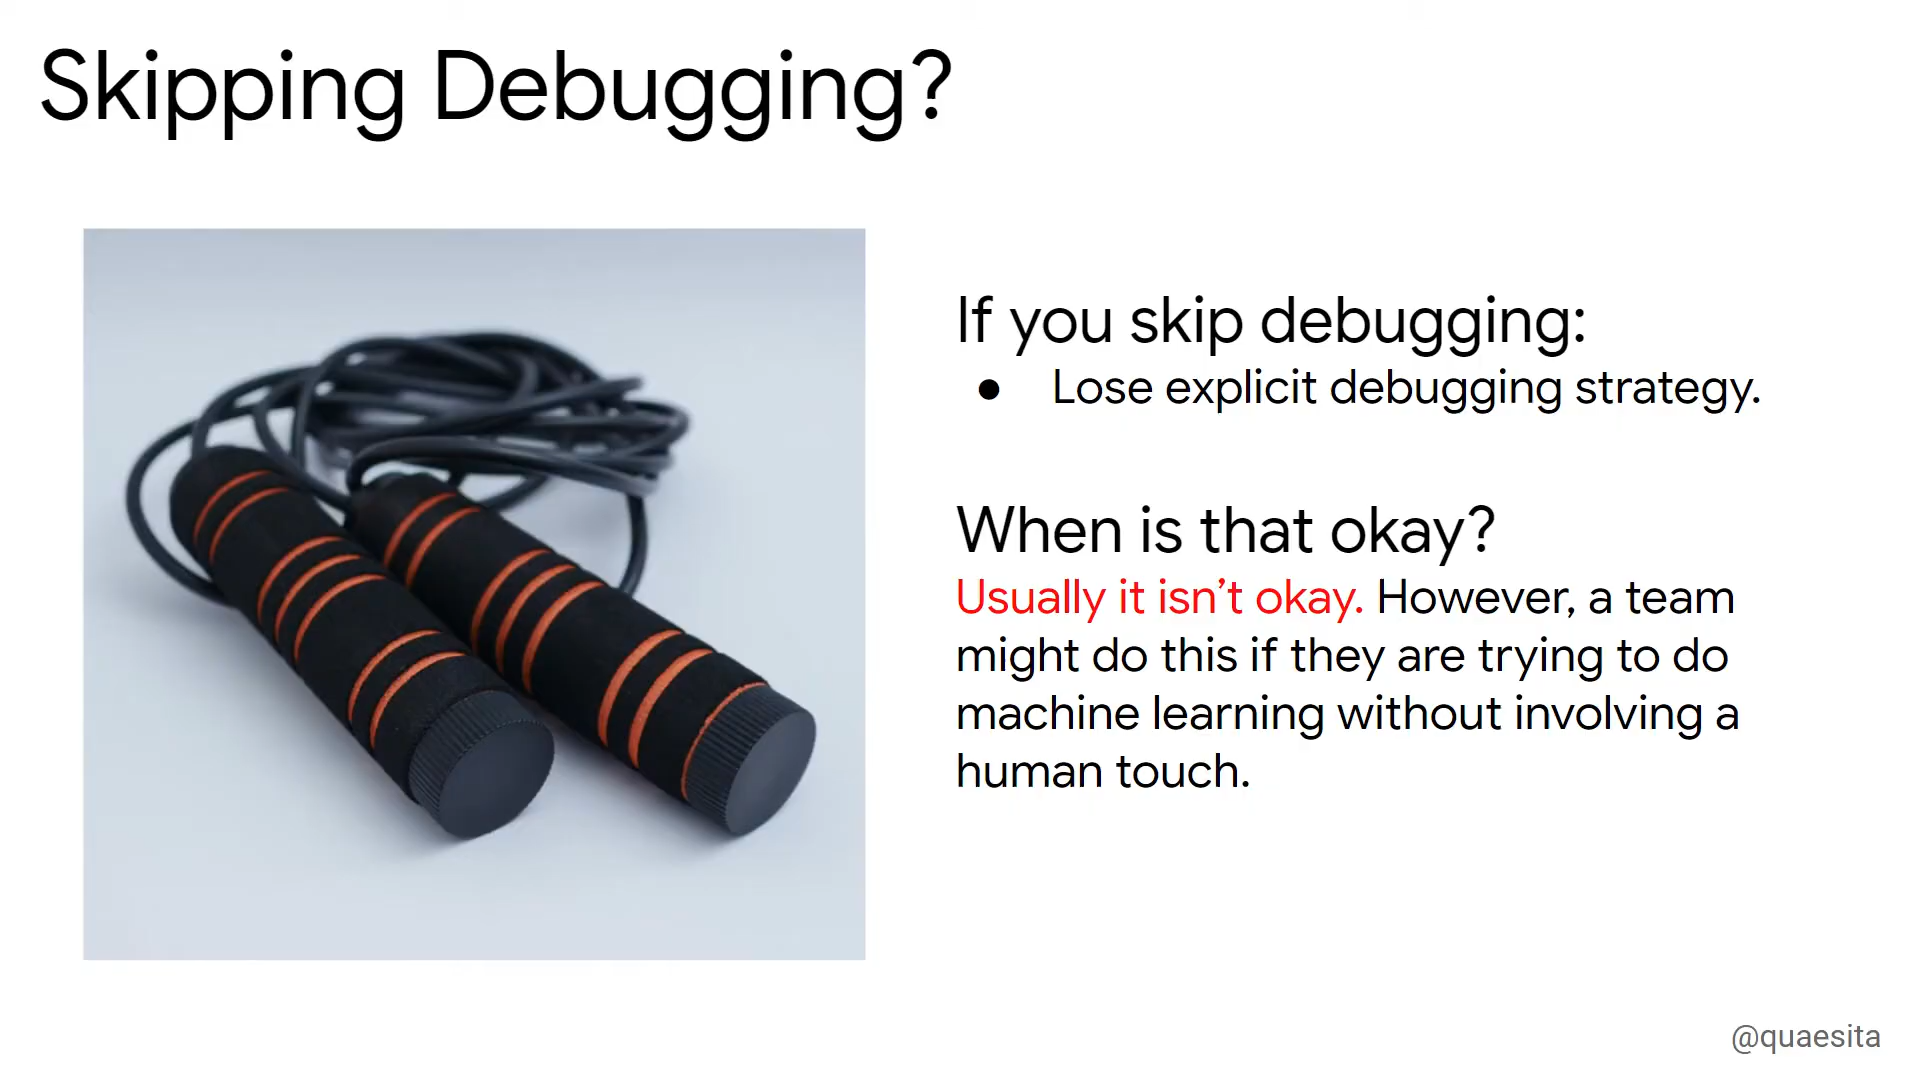 Skipping Debugging?
If you skip debugging:
● Lose explicit debugging strategy.
When is that okay?
Usually it isn’t okay. However, a team
might do this if they are trying to do
machine learning without involving a
human touch.
@quaesita